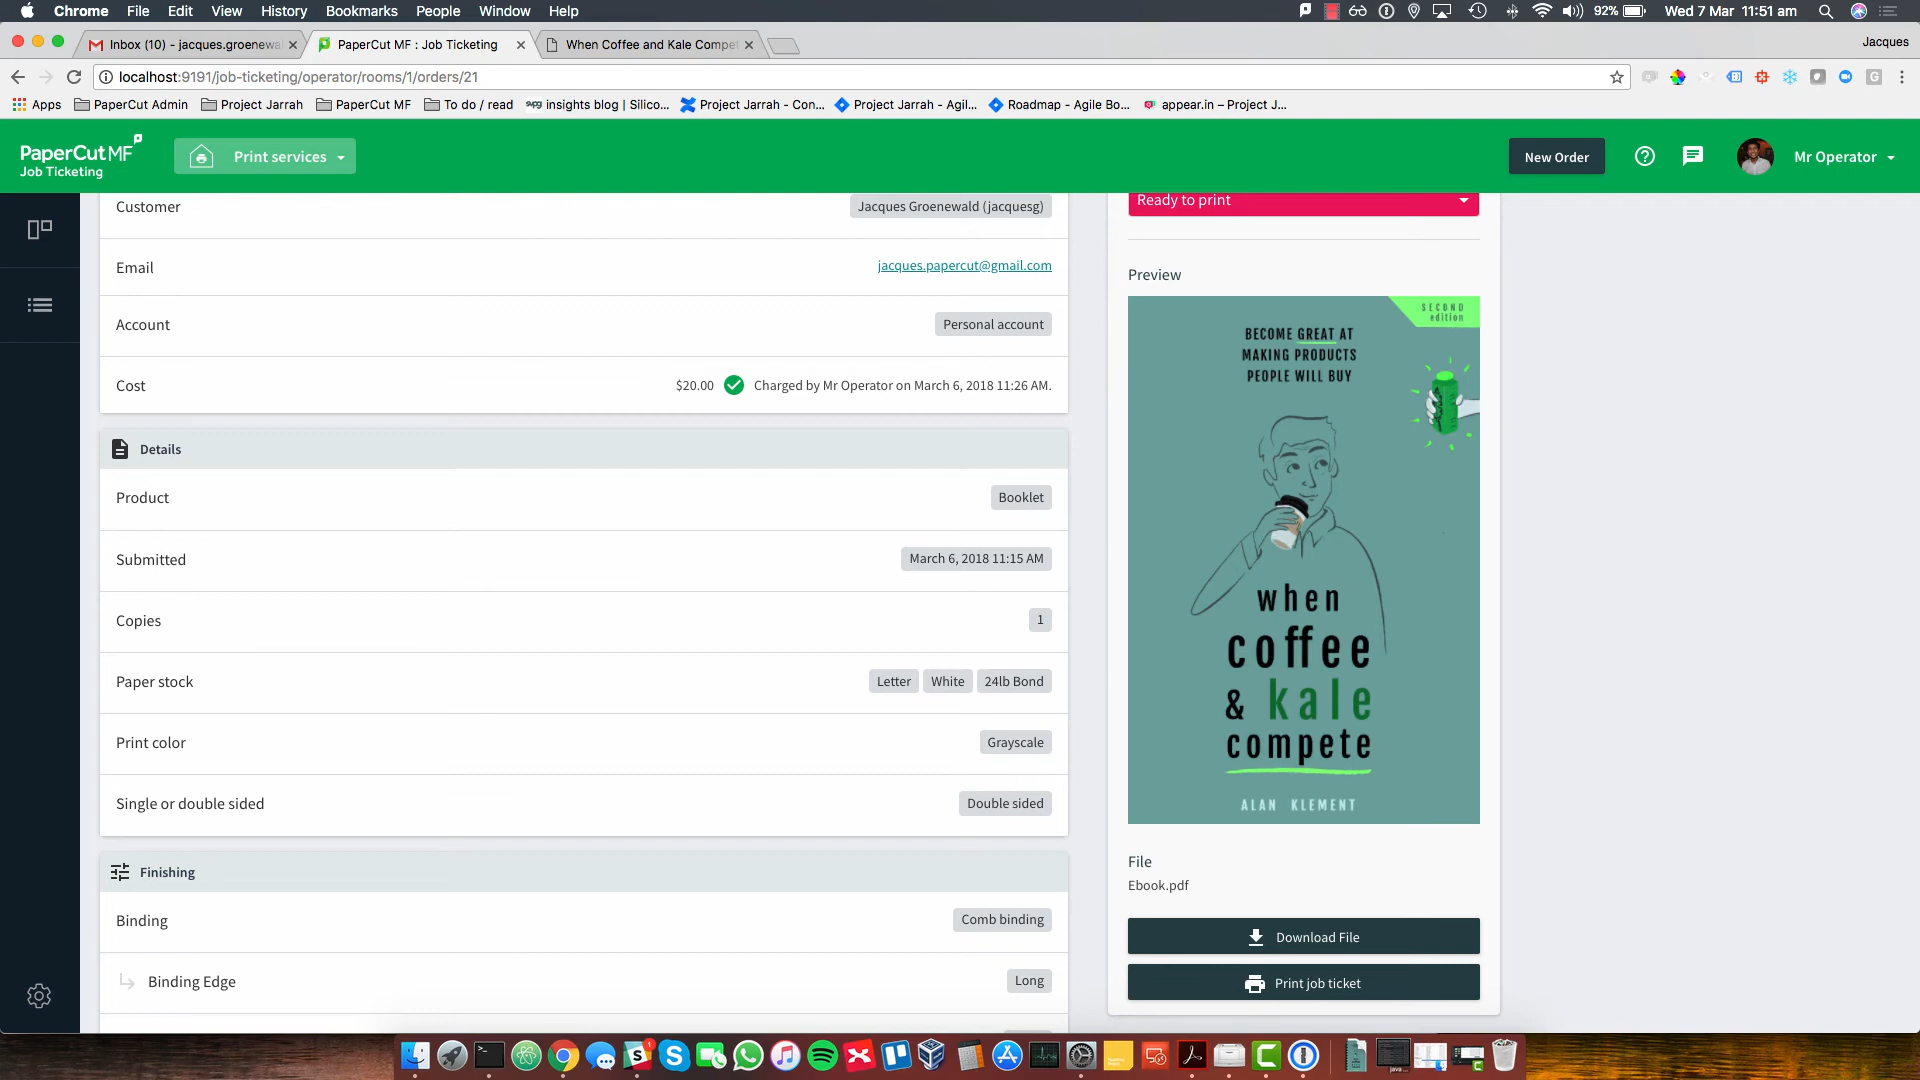 Chrome File Edit View History Bookmarks People Window Help
92% Wed 7 Mar 11:51 am
Inbox (10) - jacques.groenewa
PaperCut MF : Job Ticketing
When Coffee and Kale Compet
Jacques
localhost:9191/job-ticketing/operator/rooms/1/orders/21
Apps PaperCut Admin Project Jarrah PaperCut MF To do / read insights blog | Silico... Project Jarrah - Con... Project Jarrah - Agil... Roadmap - Agile Bo... appear.in – Project J...
PaperCut MF
Job Ticketing
Print services
New Order
Mr Operator
Customer
Jacques Groenewald (jacquesg)
Email
jacques.papercut@gmail.com
Account
Personal account
Cost
$20.00 Charged by Mr Operator on March 6, 2018 11:26 AM.
Details
Product
Booklet
Submitted
March 6, 2018 11:15 AM
Copies
1
Paper stock
Letter White 24lb Bond
Print color
Grayscale
Single or double sided
Double sided
Finishing
Binding
Comb binding
Binding Edge
Long
Ready to print
Preview
SECOND
edition
BECOME GREAT AT
MAKING PRODUCTS
PEOPLE WILL BUY
when
coffee
& kale
compete
ALAN KLEMENT
File
Ebook.pdf
Download File
Print job ticket